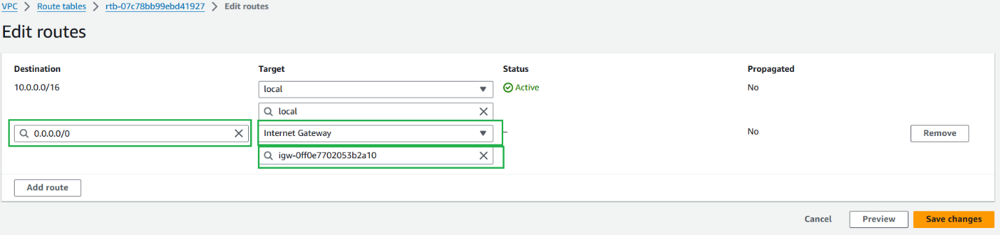 VPC > Route tables > rtb-07c78bb99ebd41927 > Edit routes
Edit routes
Destination Target Status Propagated
10.0.0.0/16 local Active No
local
0.0.0.0/0 Internet Gateway – No Remove
igw-0ff0e7702053b2a10
Add route
Cancel Preview Save changes